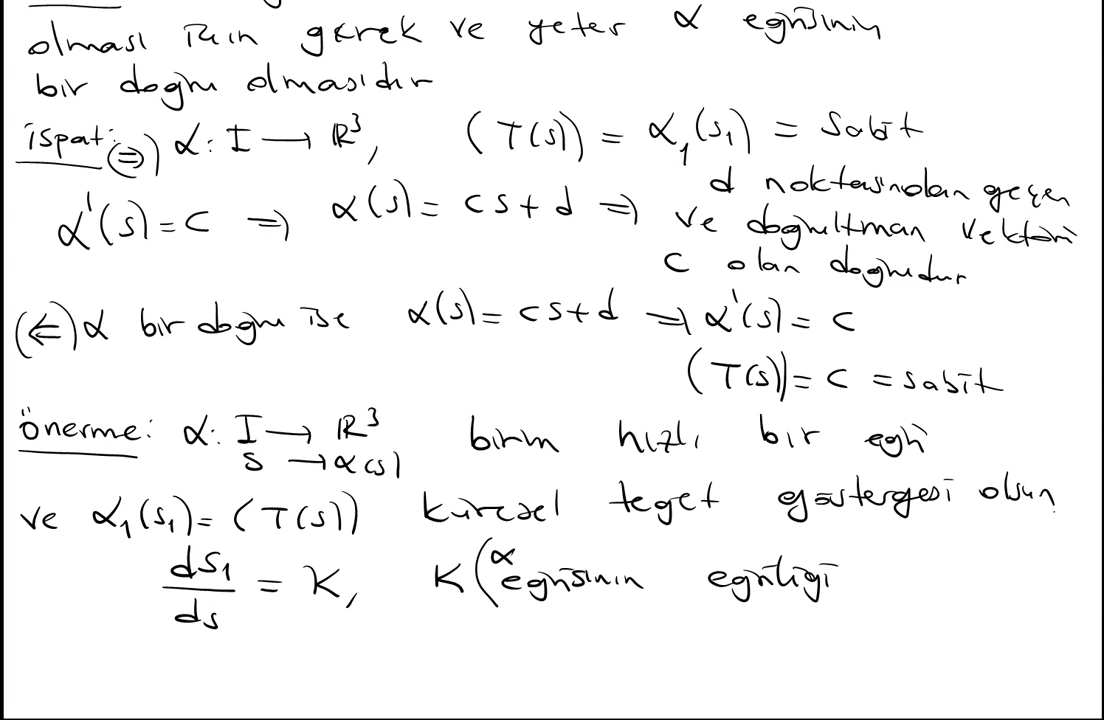 olması için gerek ve yeter α eğrisinin
bir doğru olmasıdır
ispat: (⇒) α: I → ℝ³, (T(s)) = α₁(s₁) = Sabit
α'(s) = c ⇒ α(s) = cs + d ⇒ d noktasından geçen
ve doğrultman vektörü
c olan doğrudur
(⇐) α bir doğru ise α(s) = cs + d ⇒ α'(s) = c
(T(s)) = c = sabit
önerme: α: I → ℝ³ birim hızlı bir eğri
s → α(s)
ve α₁(s₁) = (T(s)) küresel teğet göstergesi olsun
ds₁/ds = K, K(α eğrisinin eğriliği